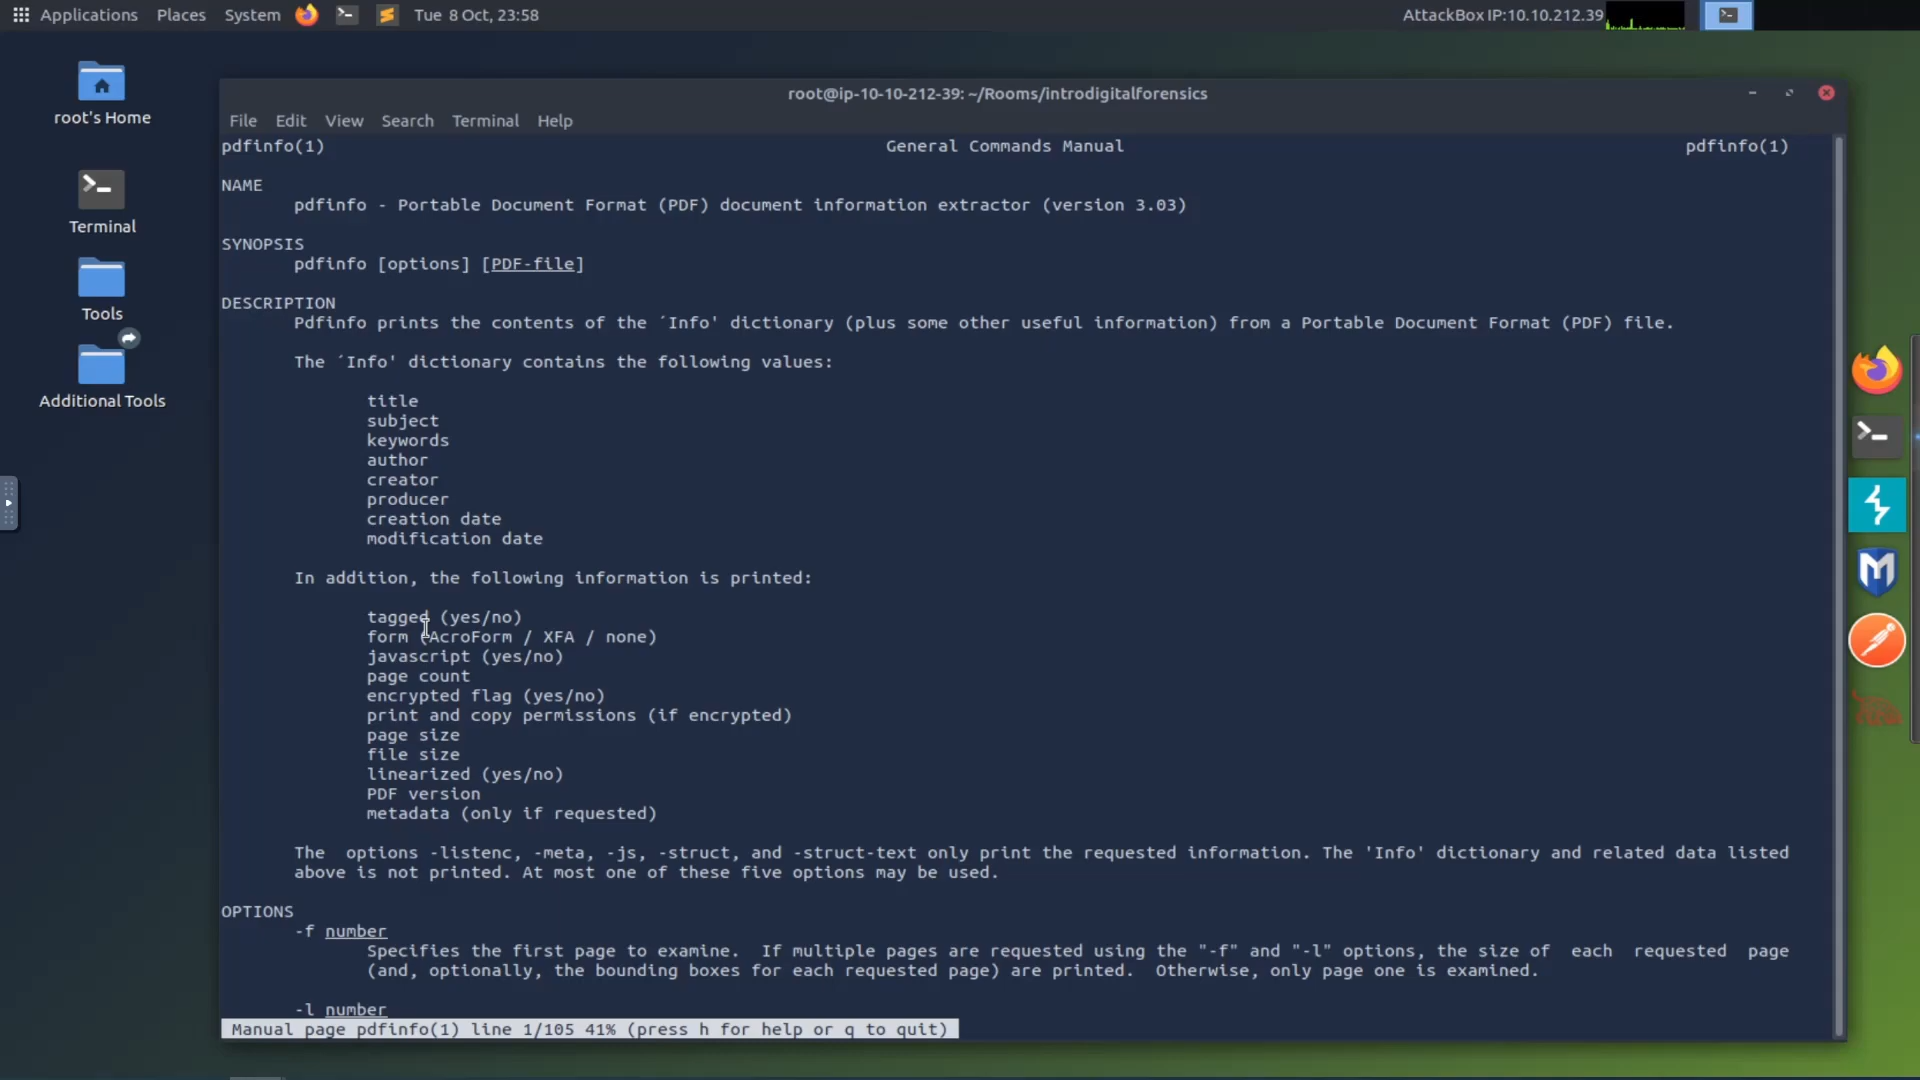 Applications Places System Tue 8 Oct, 23:58 AttackBox IP:10.10.212.39
root's Home
Terminal
Tools
Additional Tools
root@ip-10-10-212-39: ~/Rooms/introdigitalforensics
File Edit View Search Terminal Help
pdfinfo(1) General Commands Manual pdfinfo(1)
NAME
pdfinfo - Portable Document Format (PDF) document information extractor (version 3.03)
SYNOPSIS
pdfinfo [options] [PDF-file]
DESCRIPTION
Pdfinfo prints the contents of the ´Info' dictionary (plus some other useful information) from a Portable Document Format (PDF) file.
The ´Info' dictionary contains the following values:
title
subject
keywords
author
creator
producer
creation date
modification date
In addition, the following information is printed:
tagged (yes/no)
form (AcroForm / XFA / none)
javascript (yes/no)
page count
encrypted flag (yes/no)
print and copy permissions (if encrypted)
page size
file size
linearized (yes/no)
PDF version
metadata (only if requested)
The options -listenc, -meta, -js, -struct, and -struct-text only print the requested information. The 'Info' dictionary and related data listed
above is not printed. At most one of these five options may be used.
OPTIONS
-f number
Specifies the first page to examine. If multiple pages are requested using the "-f" and "-l" options, the size of each requested page
(and, optionally, the bounding boxes for each requested page) are printed. Otherwise, only page one is examined.
-l number
Manual page pdfinfo(1) line 1/105 41% (press h for help or q to quit)